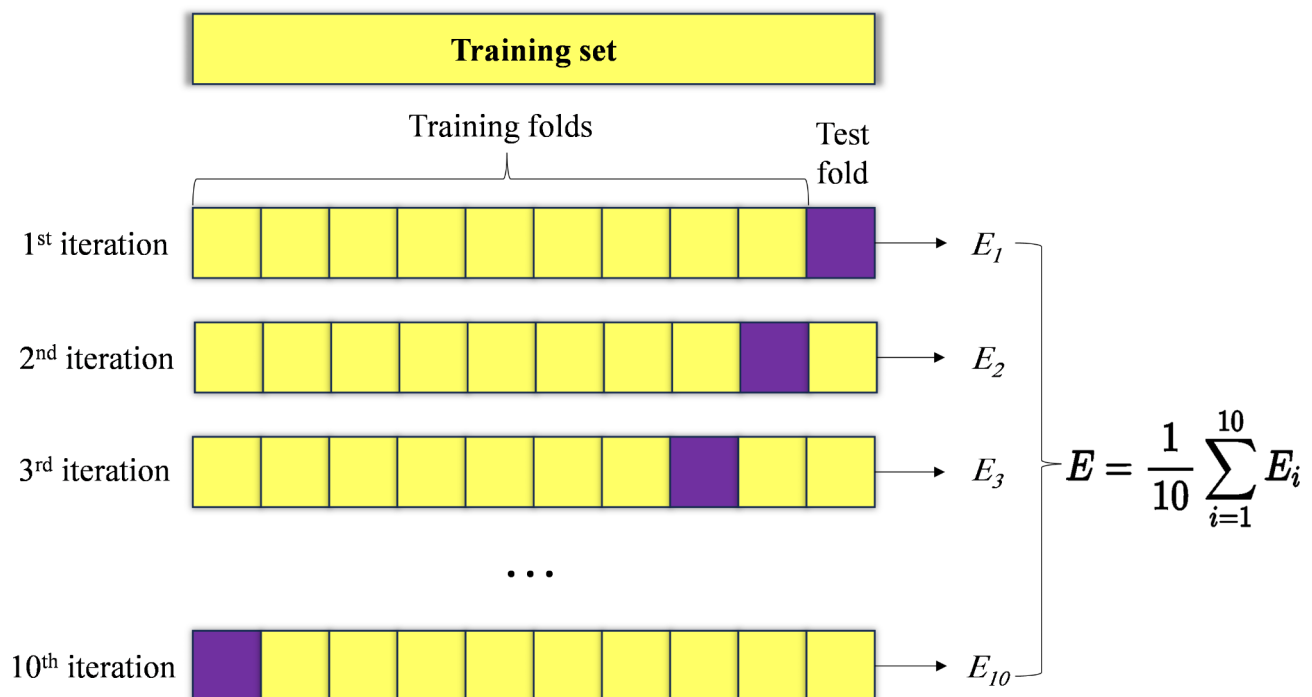 Training set
Training folds
Test
fold
1st iteration
E1
2nd iteration
E2
3rd iteration
E3
E = 1/10 ∑_{i=1}^{10} E_i
...
10th iteration
E10